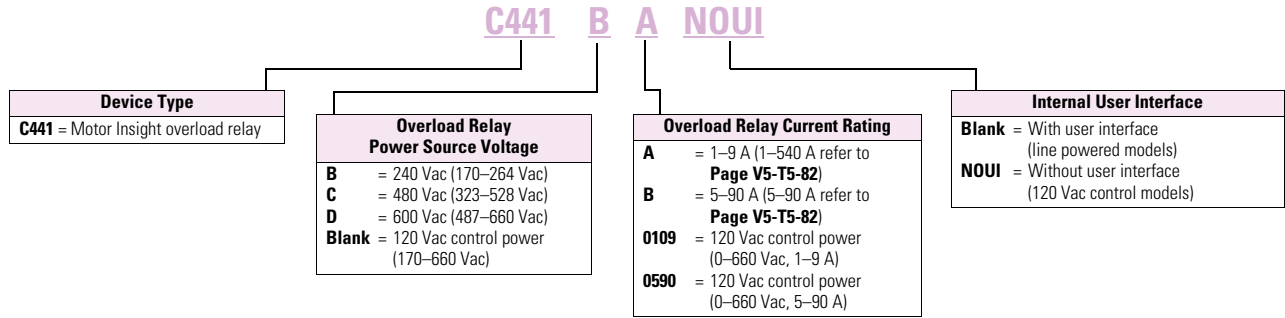 C441 B A NOUI
Device Type
C441 = Motor Insight overload relay
Overload Relay
Power Source Voltage
B = 240 Vac (170–264 Vac)
C = 480 Vac (323–528 Vac)
D = 600 Vac (487–660 Vac)
Blank = 120 Vac control power
(170–660 Vac)
Overload Relay Current Rating
A = 1–9 A (1–540 A refer to
Page V5-T5-82)
B = 5–90 A (5–90 A refer to
Page V5-T5-82)
0109 = 120 Vac control power
(0–660 Vac, 1–9 A)
0590 = 120 Vac control power
(0–660 Vac, 5–90 A)
Internal User Interface
Blank = With user interface
(line powered models)
NOUI = Without user interface
(120 Vac control models)